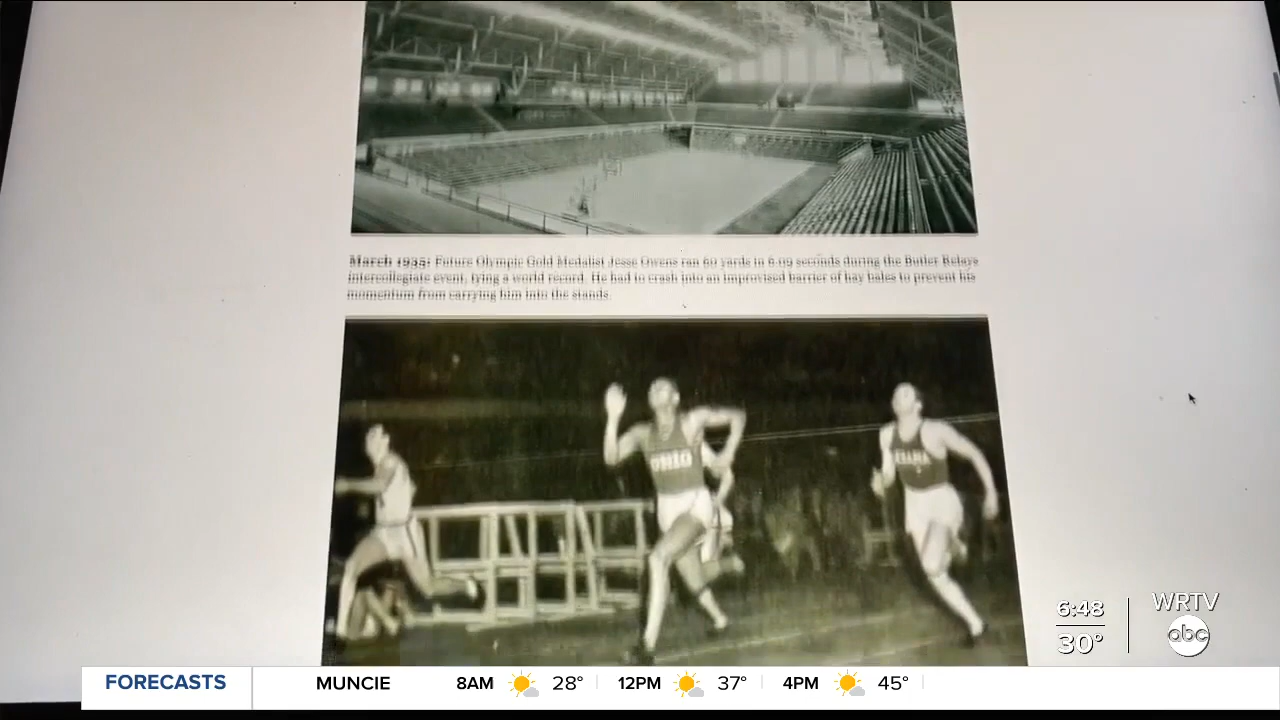 March 1935: Future Olympic Gold Medalist Jesse Owens ran 60 yards in 6.09 seconds during the Butler Relays
intercollegiate event, tying a world record. He had to crash into an improvised barrier of hay bales to prevent his
momentum from carrying him into the stands.
OHIO
6:48
30°
WRTV
abc
FORECASTS MUNCIE 8AM 28° 12PM 37° 4PM 45°